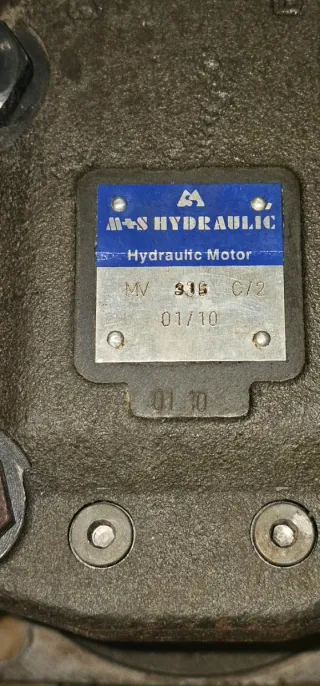 M+S HYDRAULIC
Hydraulic Motor
MV 315 C/2
01/10
01 10